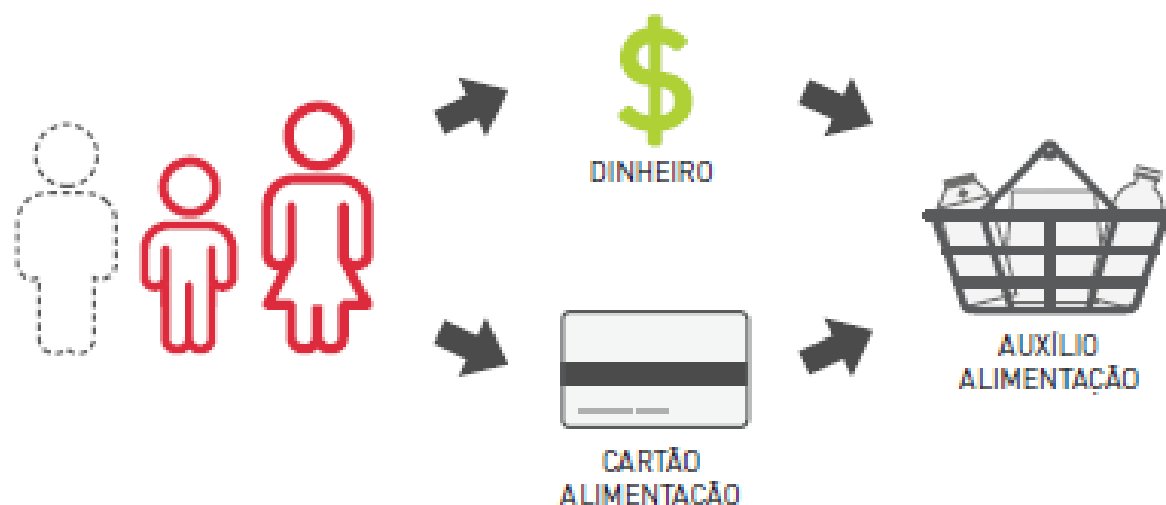 $
DINHEIRO
CARTÃO
ALIMENTAÇÃO
AUXÍLIO
ALIMENTAÇÃO